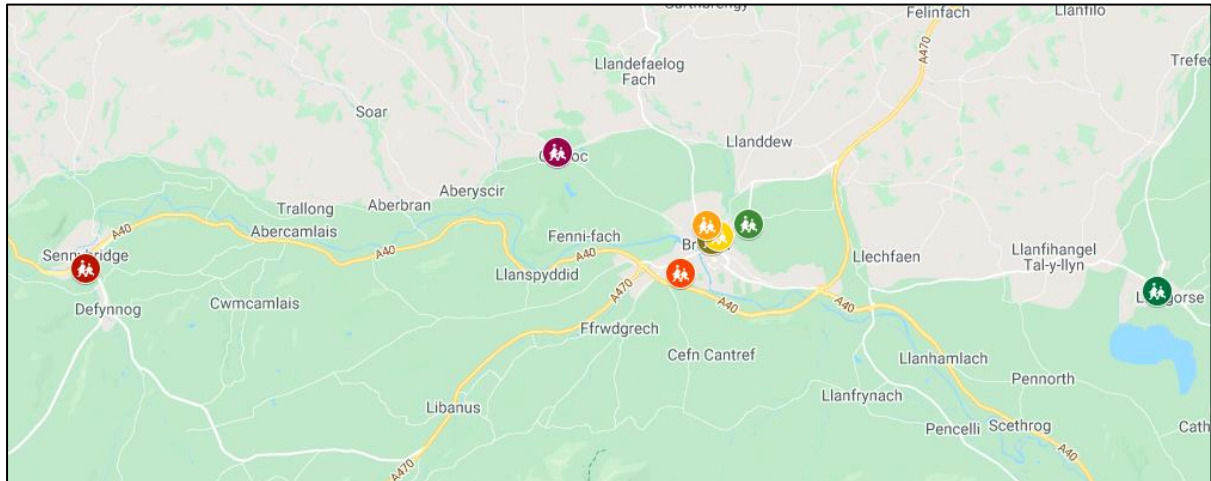 Felinfach
Llanfilo
A470
Llandefaelog
Fach
Soar
Llanddew
Aberyscir
Trallong
Aberbran
Abercamlais
A40
Fenni-fach
A40
Sennybridge
Llanspyddid
Llechfaen
Llanfihangel
Tal-y-llyn
A470
A40
A40
Defynnog
Cwmcamlais
Ffrwdgrech
Cefn Cantref
Llanhamlach
Pennorth
Llanfrynach
Libanus
Pencelli
Scethrog
A40
A470